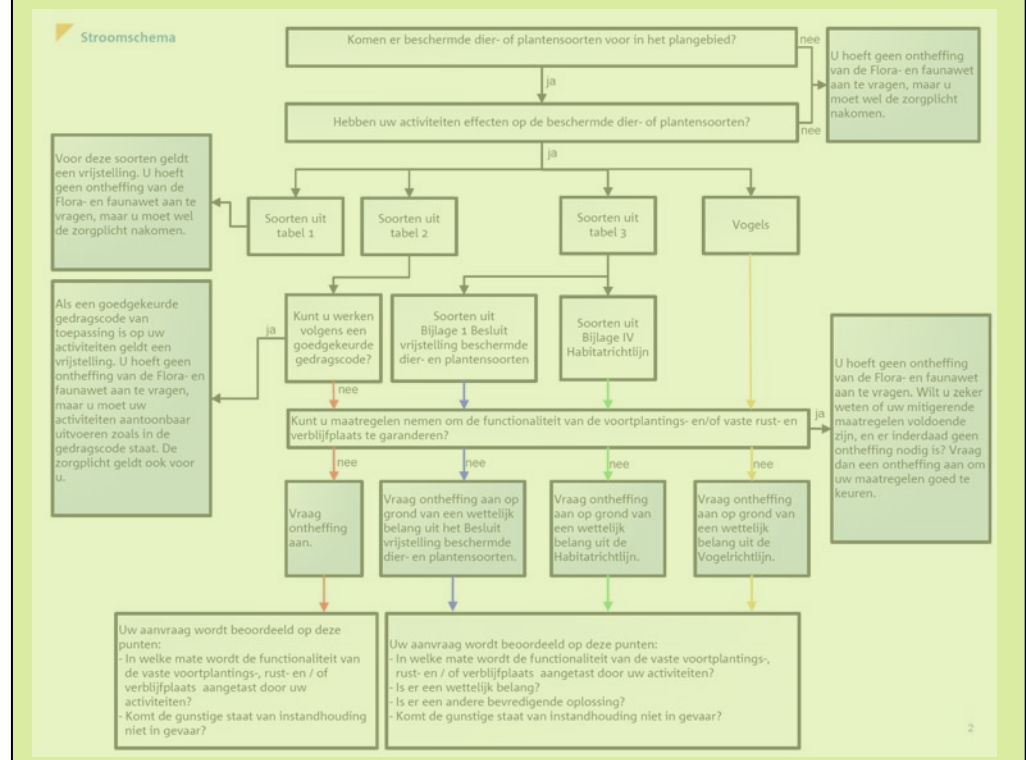 Stroomschema
Komen er beschermde dier- of plantensoorten voor in het plangebied?
nee
U hoeft geen ontheffing
van de Flora- en faunawet
aan te vragen, maar u
moet wel de zorgplicht
nakomen.
ja
Hebben uw activiteiten effecten op de beschermde dier- of plantensoorten?
nee
ja
Voor deze soorten geldt
een vrijstelling. U hoeft
geen ontheffing van de
Flora- en faunawet aan te
vragen, maar u moet wel
de zorgplicht nakomen.
Soorten uit
tabel 1
Soorten uit
tabel 2
Soorten uit
tabel 3
Vogels
Als een goedgekeurde
gedragscode van
toepassing is op uw
activiteiten geldt een
vrijstelling. U hoeft geen
ontheffing van de Flora- en
faunawet aan te vragen,
maar u moet uw
activiteiten aantoonbaar
uitvoeren zoals in de
gedragscode staat. De
zorgplicht geldt ook voor
u.
ja
Kunt u werken
volgens een
goedgekeurde
gedragscode?
Soorten uit
Bijlage 1 Besluit
vrijstelling beschermde
dier- en plantensoorten
Soorten uit
Bijlage IV
Habitatrichtlijn
nee
Kunt u maatregelen nemen om de functionaliteit van de voortplantings- en/of vaste rust- en
verblijfplaats te garanderen?
ja
U hoeft geen ontheffing
van de Flora- en faunawet
aan te vragen. Wilt u zeker
weten of uw mitigerende
maatregelen voldoende
zijn, en er inderdaad geen
ontheffing nodig is? Vraag
dan een ontheffing aan om
uw maatregelen goed te
keuren.
nee
nee
nee
nee
Vraag
ontheffing
aan.
Vraag ontheffing aan op
grond van een wettelijk
belang uit het Besluit
vrijstelling beschermde
dier- en plantensoorten.
Vraag ontheffing
aan op grond van
een wettelijk
belang uit de
Habitatrichtlijn.
Vraag ontheffing
aan op grond van
een wettelijk
belang uit de
Vogelrichtlijn.
Uw aanvraag wordt beoordeeld op deze
punten:
- In welke mate wordt de functionaliteit van
de vaste voortplantings-, rust- en / of
verblijfplaats aangetast door uw
activiteiten?
- Komt de gunstige staat van instandhouding
niet in gevaar?
Uw aanvraag wordt beoordeeld op deze punten:
- In welke mate wordt de functionaliteit van de vaste voortplantings-,
rust- en / of verblijfplaats aangetast door uw activiteiten?
- Is er een wettelijk belang?
- Is er een andere bevredigende oplossing?
- Komt de gunstige staat van instandhouding niet in gevaar?
2